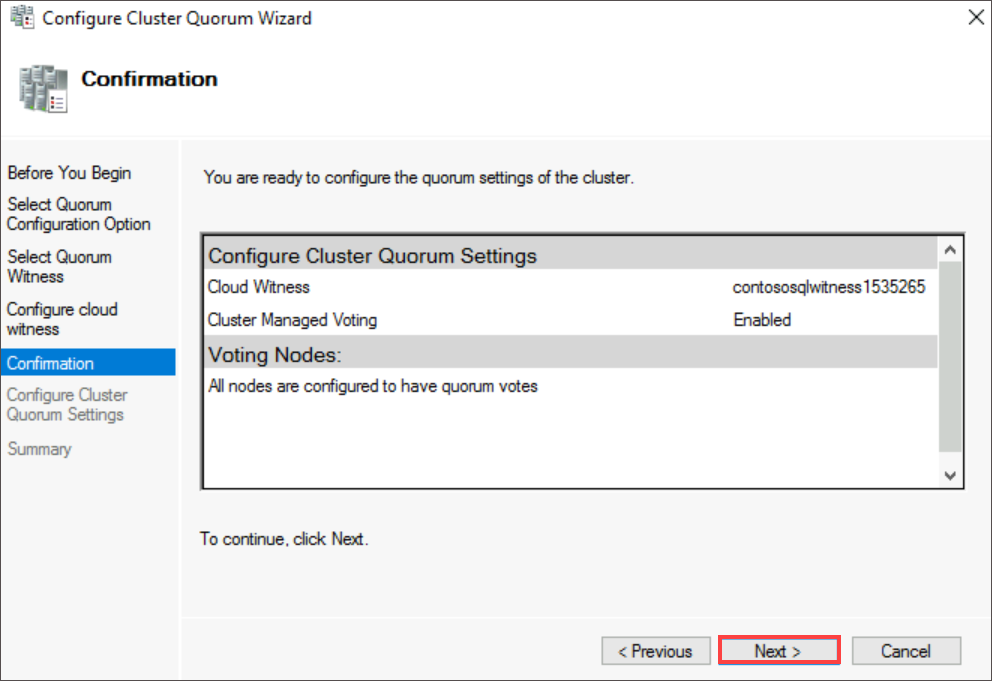 Configure Cluster Quorum Wizard
Confirmation
Before You Begin
Select Quorum
Configuration Option
Select Quorum
Witness
Configure cloud
witness
Confirmation
Configure Cluster
Quorum Settings
Summary
You are ready to configure the quorum settings of the cluster.
Configure Cluster Quorum Settings
Cloud Witness contososqlwitness1535265
Cluster Managed Voting Enabled
Voting Nodes:
All nodes are configured to have quorum votes
To continue, click Next.
< Previous Next > Cancel